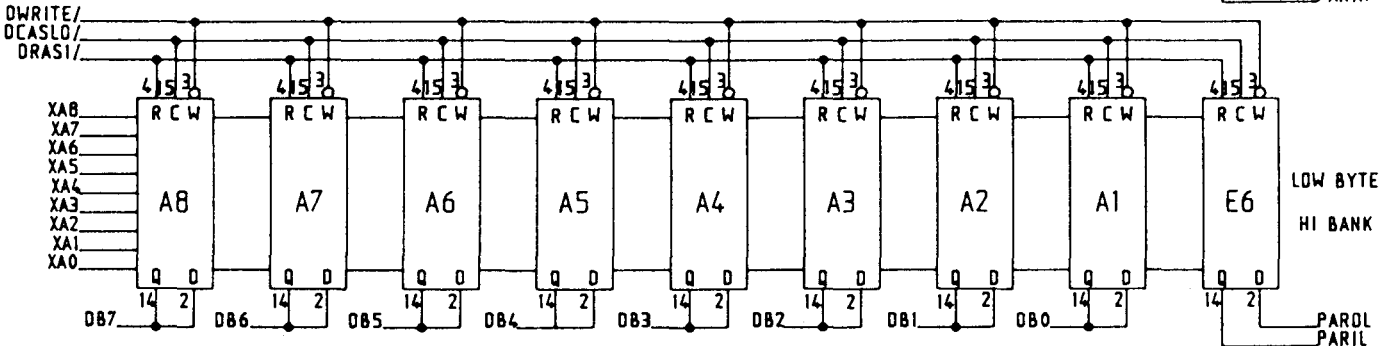 DWRITE/
DCASLO/
DRAS1/
4 15 3 4 15 3 4 15 3 4 15 3 4 15 3 4 15 3 4 15 3 4 15 3 4 15 3
R C W R C W R C W R C W R C W R C W R C W R C W R C W
XA8
XA7
XA6
XA5
XA4
XA3
XA2
XA1
XA0
A8 A7 A6 A5 A4 A3 A2 A1 E6
LOW BYTE
HI BANK
Q D Q D Q D Q D Q D Q D Q D Q D Q D
14 2 14 2 14 2 14 2 14 2 14 2 14 2 14 2 14 2
DB7 DB6 DB5 DB4 DB3 DB2 DB1 DB0
PAROL
PARIL